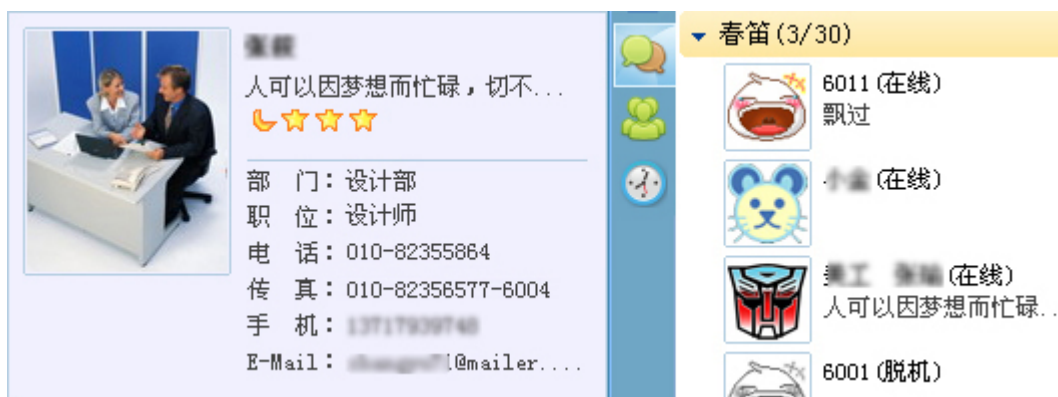 人可以因梦想而忙碌，切不...
部 门：设计部
职 位：设计师
电 话：010-82355864
传 真：010-82356577-6004
手 机：
E-Mail： @mailer....
春笛(3/30)
6011(在线)
飘过
(在线)
(在线)
人可以因梦想而忙碌..
6001(脱机)